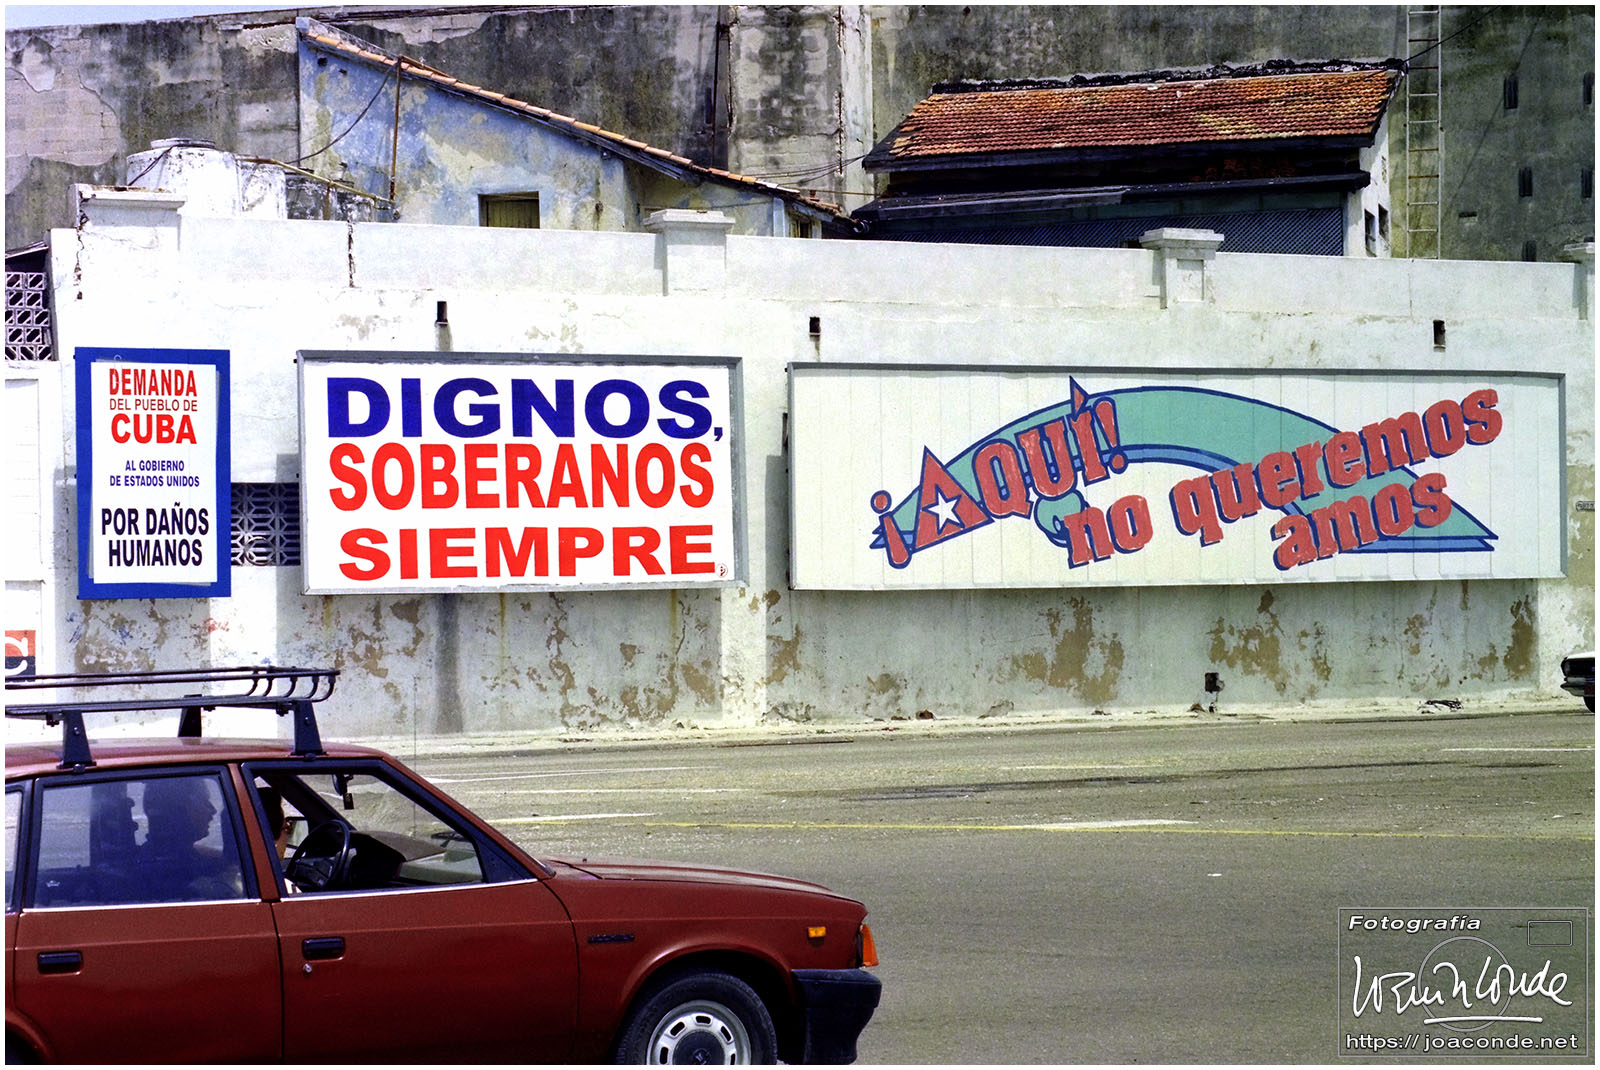 DEMANDA
DEL PUEBLO DE
CUBA
AL GOBIERNO
DE ESTADOS UNIDOS
POR DAÑOS
HUMANOS
DIGNOS,
SOBERANOS
SIEMPRE
¡AQUÍ!
no queremos
amos
C
Fotografía
https://joaconde.net